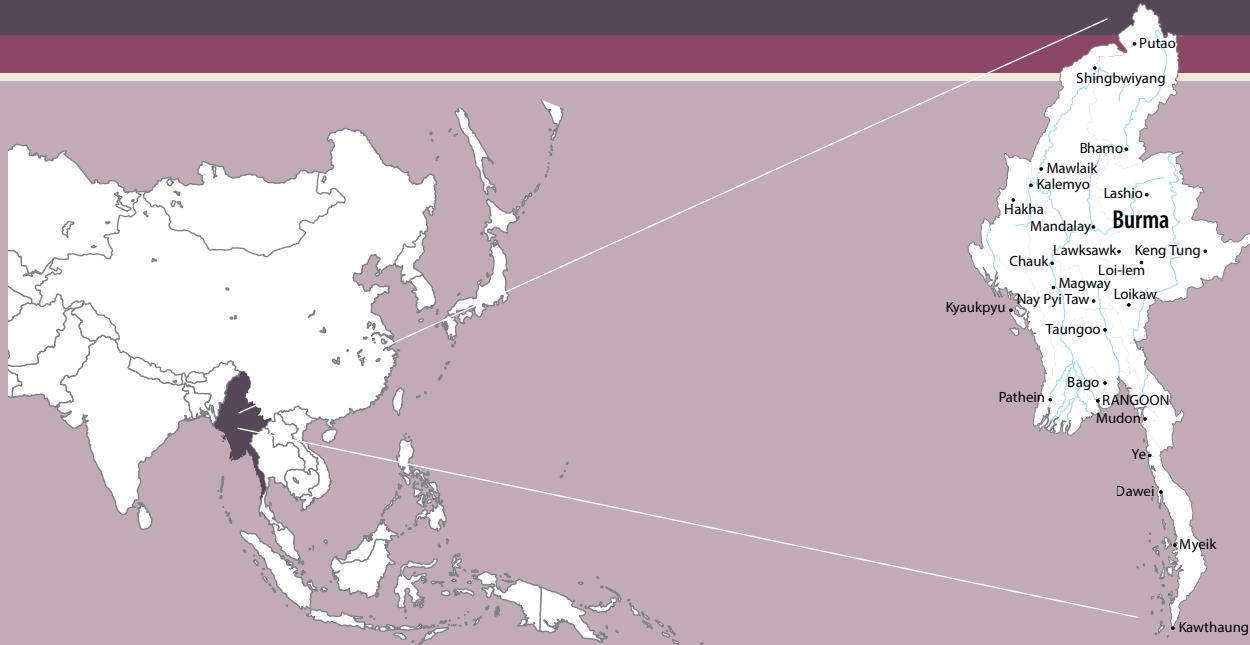 Putao
Shingbwiyang
Bhamo
Mawlaik
Kalemyo
Lashio
Hakha
Burma
Mandalay
Lawksawk
Keng Tung
Chauk
Loi-lem
Magway
Loikaw
Nay Pyi Taw
Kyaukpyu
Taungoo
Bago
Pathein
RANGOON
Mudon
Ye
Dawei
Myeik
Kawthaung